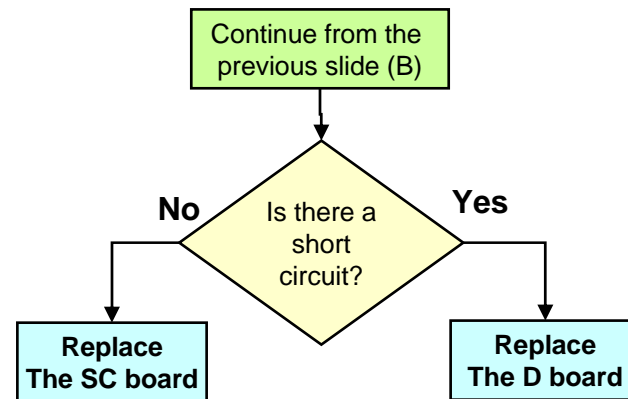 Continue from the
previous slide (B)
No
Yes
Is there a
short
circuit?
Replace
The SC board
Replace
The D board